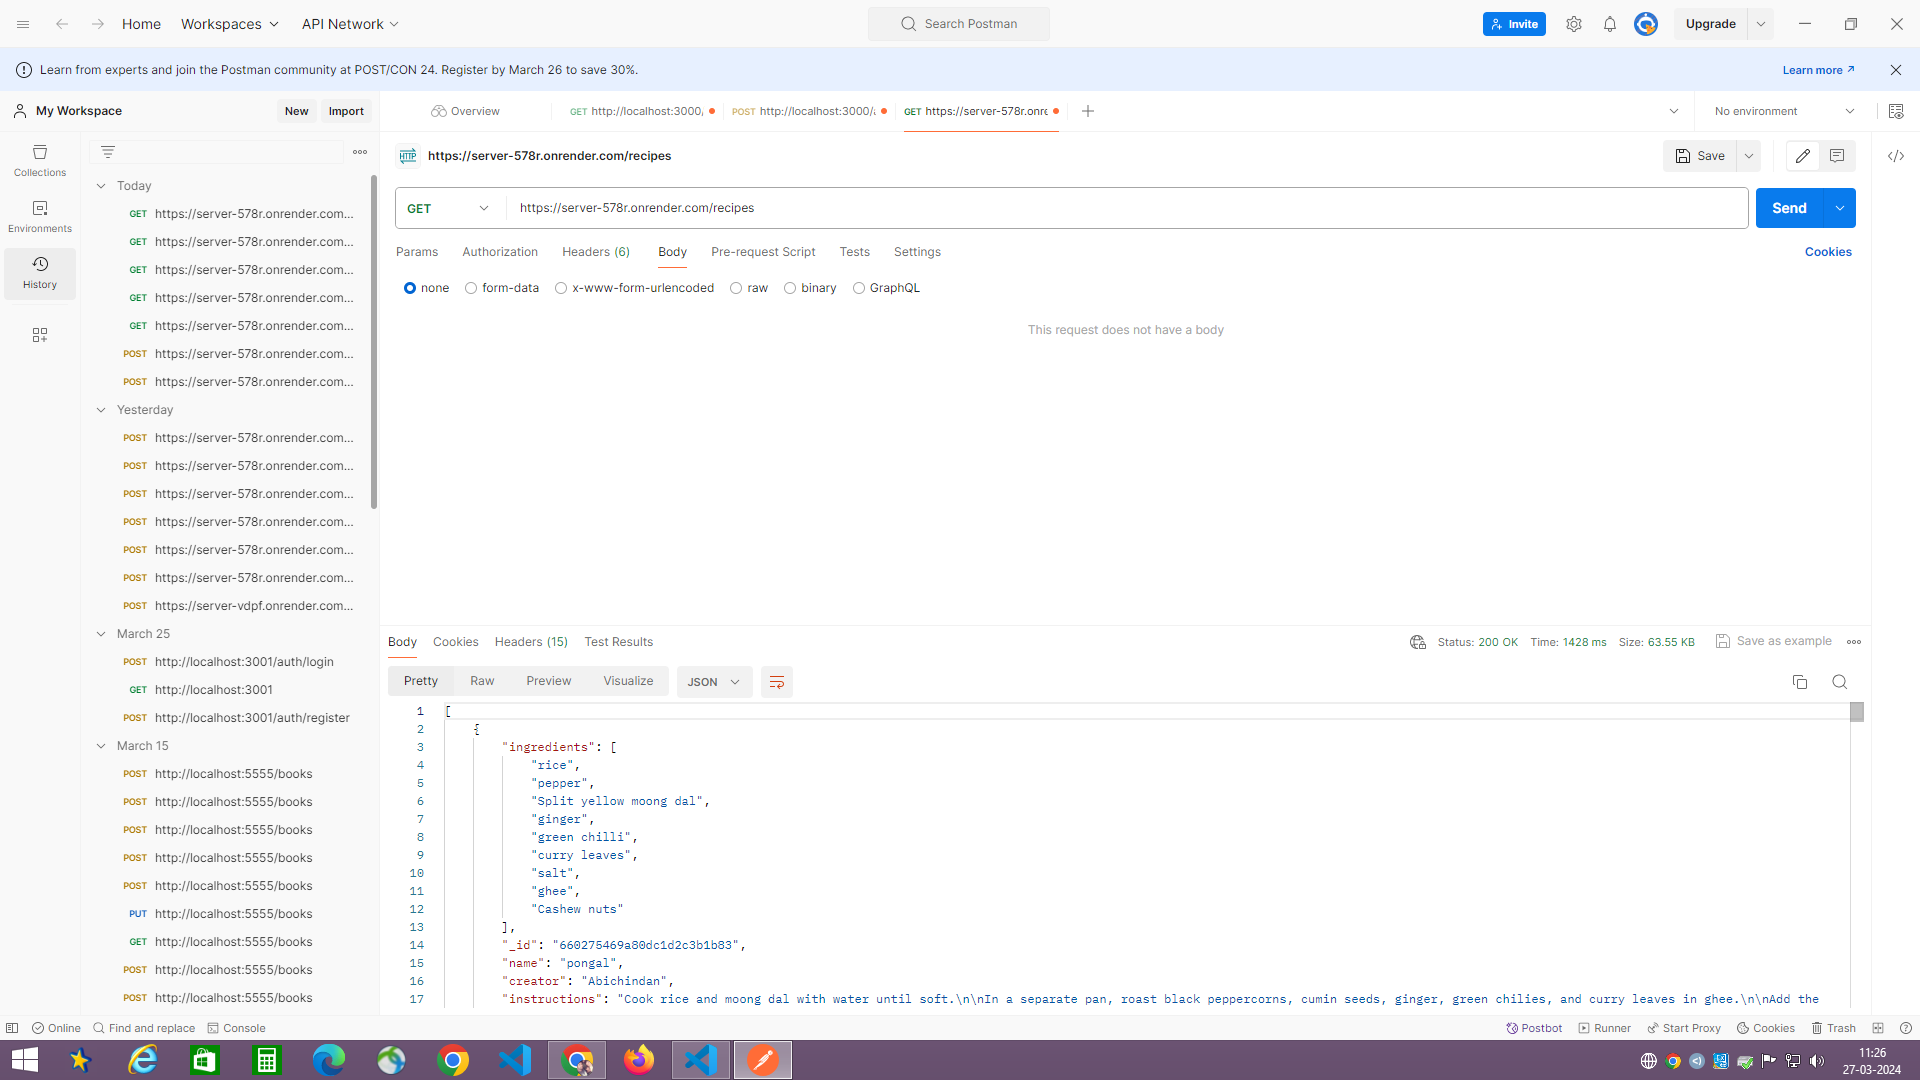 Home Workspaces API Network Search Postman Invite Upgrade
Learn from experts and join the Postman community at POST/CON 24. Register by March 26 to save 30%. Learn more
My Workspace New Import Overview GET http://localhost:3000/ POST http://localhost:3000/ GET https://server-578r.onre No environment
Collections
Environments
History
Today
GET https://server-578r.onrender.com...
GET https://server-578r.onrender.com...
GET https://server-578r.onrender.com...
GET https://server-578r.onrender.com...
GET https://server-578r.onrender.com...
POST https://server-578r.onrender.com...
POST https://server-578r.onrender.com...
Yesterday
POST https://server-578r.onrender.com...
POST https://server-578r.onrender.com...
POST https://server-578r.onrender.com...
POST https://server-578r.onrender.com...
POST https://server-578r.onrender.com...
POST https://server-578r.onrender.com...
POST https://server-vdpf.onrender.com...
March 25
POST http://localhost:3001/auth/login
GET http://localhost:3001
POST http://localhost:3001/auth/register
March 15
POST http://localhost:5555/books
POST http://localhost:5555/books
POST http://localhost:5555/books
POST http://localhost:5555/books
POST http://localhost:5555/books
PUT http://localhost:5555/books
GET http://localhost:5555/books
POST http://localhost:5555/books
POST http://localhost:5555/books
HTTP https://server-578r.onrender.com/recipes Save
GET https://server-578r.onrender.com/recipes Send
Params Authorization Headers (6) Body Pre-request Script Tests Settings Cookies
none form-data x-www-form-urlencoded raw binary GraphQL
This request does not have a body
Body Cookies Headers (15) Test Results Status: 200 OK Time: 1428 ms Size: 63.55 KB Save as example
Pretty Raw Preview Visualize JSON
1 [
2 {
3 "ingredients": [
4 "rice",
5 "pepper",
6 "Split yellow moong dal",
7 "ginger",
8 "green chilli",
9 "curry leaves",
10 "salt",
11 "ghee",
12 "Cashew nuts"
13 ],
14 "_id": "660275469a80dc1d2c3b1b83",
15 "name": "pongal",
16 "creator": "Abichindan",
17 "instructions": "Cook rice and moong dal with water until soft.\n\nIn a separate pan, roast black peppercorns, cumin seeds, ginger, green chilies, and curry leaves in ghee.\n\nAdd the
Online Find and replace Console Postbot Runner Start Proxy Cookies Trash
11:26
27-03-2024